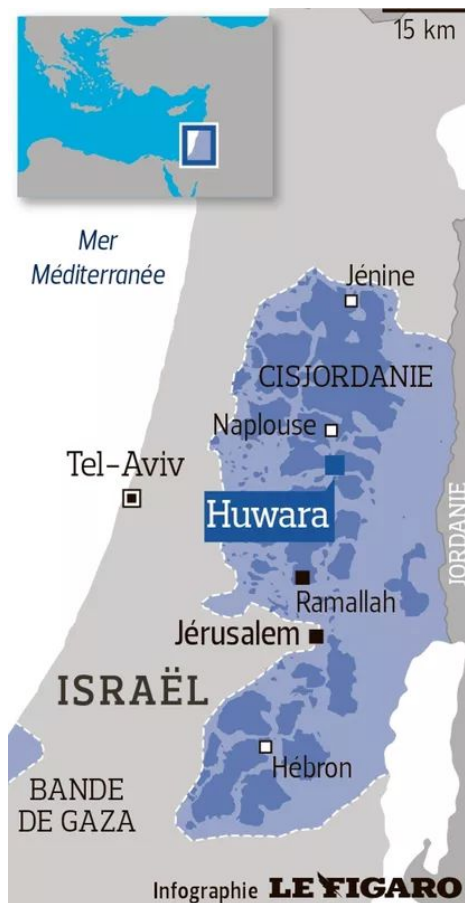 15 km
Mer
Méditerranée
Jénine
CISJORDANIE
Naplouse
Tel-Aviv
Huwara
JORDANIE
Ramallah
Jérusalem
ISRAËL
Hébron
BANDE
DE GAZA
Infographie LE FIGARO